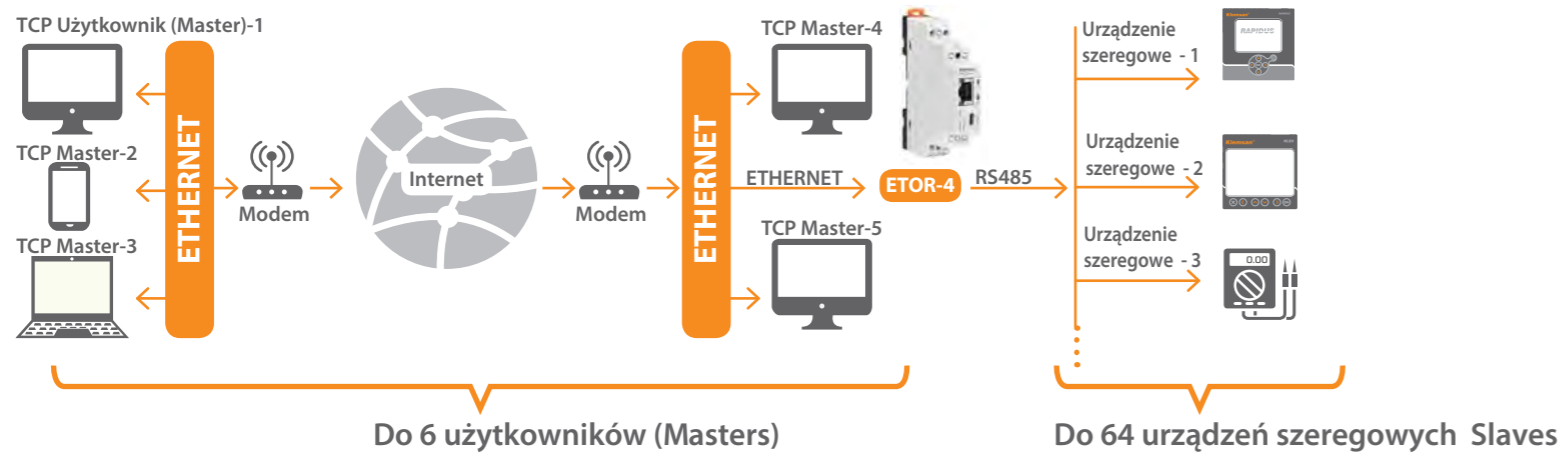 TCP Użytkownik (Master)-1
TCP Master-2
TCP Master-3
ETHERNET
Modem
Internet
Modem
ETHERNET
TCP Master-4
ETHERNET
TCP Master-5
ETOR-4
RS485
Urządzenie
szeregowe - 1
RAPIDUS
Urządzenie
szeregowe - 2
Urządzenie
szeregowe - 3
0.00
Do 6 użytkowników (Masters)
Do 64 urządzeń szeregowych Slaves